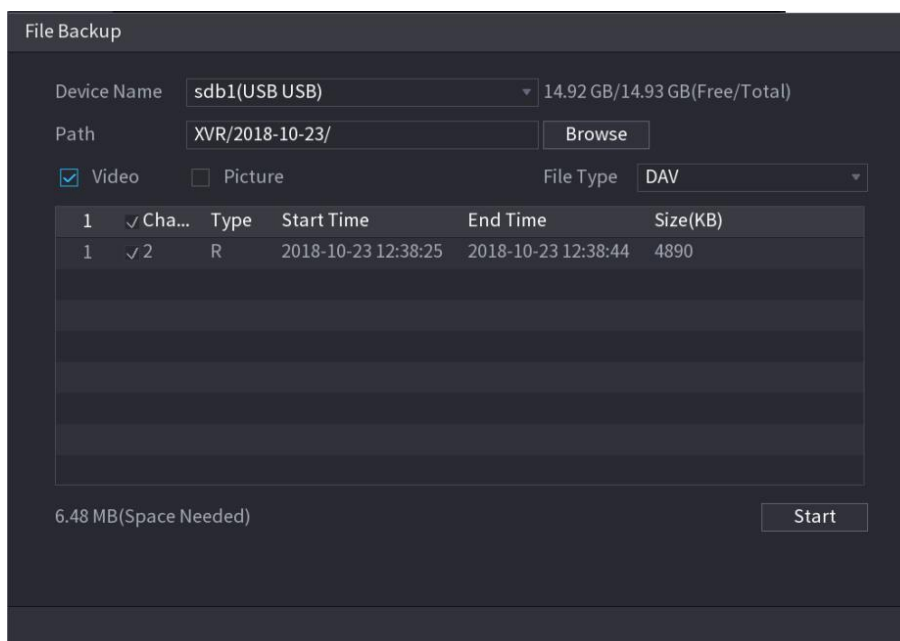 File Backup
Device Name sdb1(USB USB) 14.92 GB/14.93 GB(Free/Total)
Path XVR/2018-10-23/ Browse
Video Picture File Type DAV
1 Cha... Type Start Time End Time Size(KB)
1 2 R 2018-10-23 12:38:25 2018-10-23 12:38:44 4890
6.48 MB(Space Needed) Start